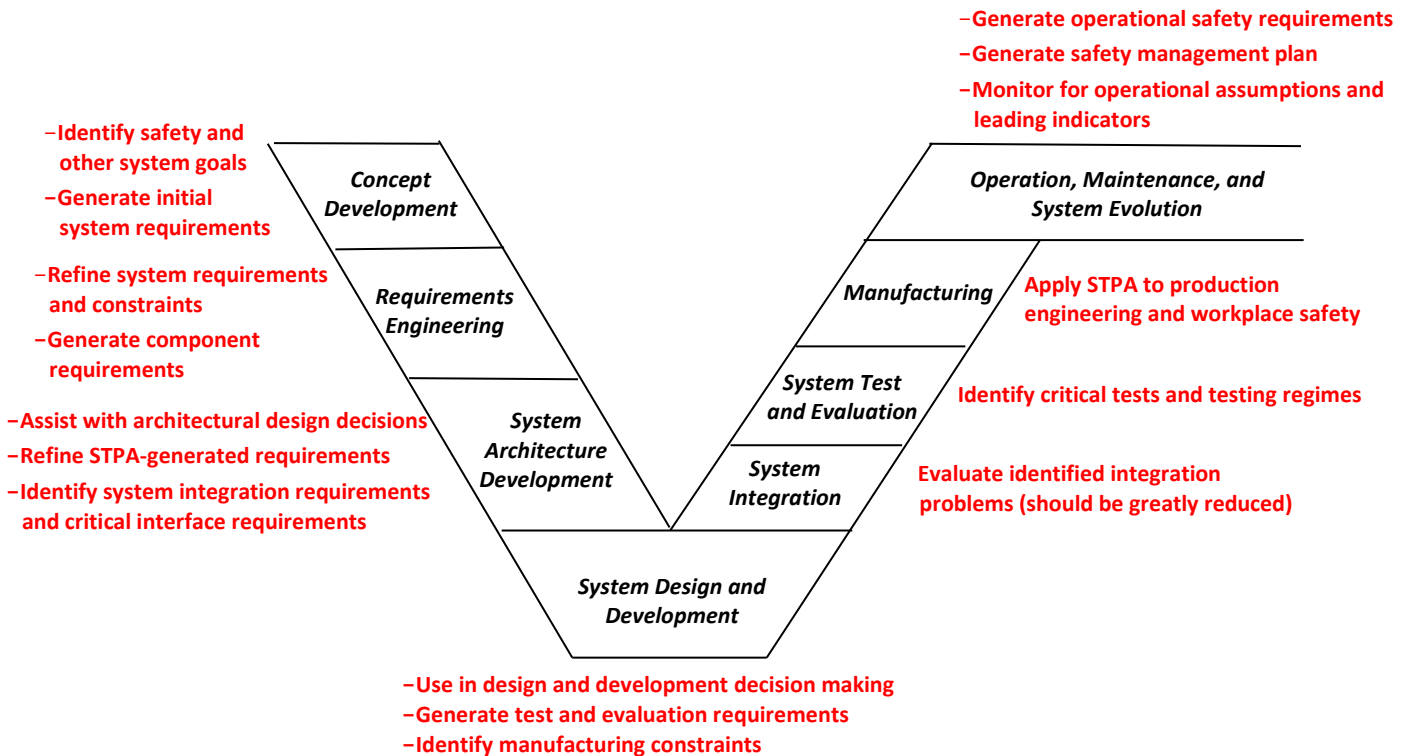 −Generate operational safety requirements
−Generate safety management plan
−Monitor for operational assumptions and
leading indicators
−Identify safety and
other system goals
−Generate initial
system requirements
−Refine system requirements
and constraints
−Generate component
requirements
−Assist with architectural design decisions
−Refine STPA-generated requirements
−Identify system integration requirements
and critical interface requirements
Concept
Development
Requirements
Engineering
System
Architecture
Development
System Design and
Development
−Use in design and development decision making
−Generate test and evaluation requirements
−Identify manufacturing constraints
Operation, Maintenance, and
System Evolution
Manufacturing
System Test
and Evaluation
System
Integration
Apply STPA to production
engineering and workplace safety
Identify critical tests and testing regimes
Evaluate identified integration
problems (should be greatly reduced)